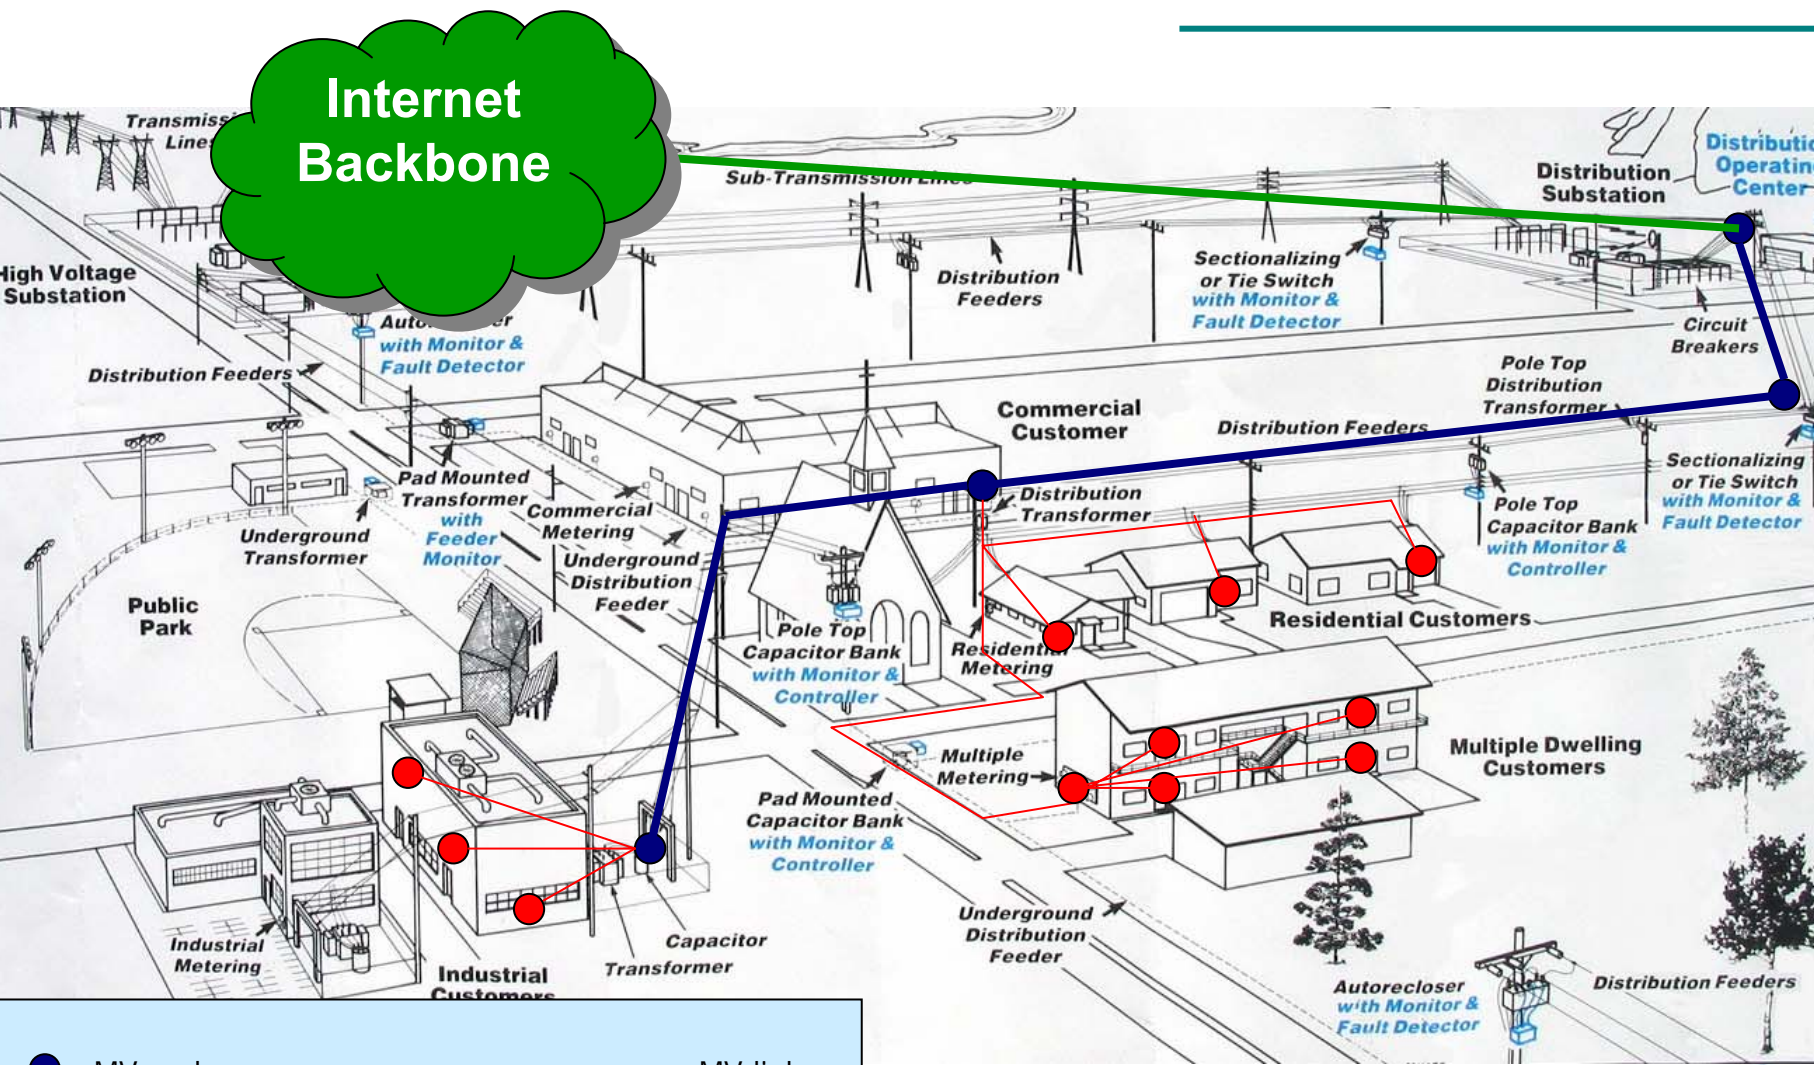 Internet
Backbone
Sub-Transmission Lines
Distribution
Substation
Center
High Voltage
Substation
Distribution
Feeders
Sectionalizing
or Tie Switch
with Monitor &
Fault Detector
Circuit
Breakers
with Monitor &
Fault Detector
Distribution Feeders
Pole Top
Distribution
Transformer
Commercial
Customer
Distribution Feeders
Pad Mounted
Transformer
with
Feeder
Monitor
Commercial
Metering
Underground
Transformer
Underground
Distribution
Feeder
Distribution
Transformer
Pole Top
Capacitor Bank
with Monitor &
Controller
Sectionalizing
or Tie Switch
with Monitor &
Fault Detector
Public
Park
Pole Top
Capacitor Bank
with Monitor &
Controller
Residential
Metering
Residential Customers
Multiple
Metering
Multiple Dwelling
Customers
Pad Mounted
Capacitor Bank
with Monitor &
Controller
Industrial
Metering
Industrial
Customers
Capacitor
Transformer
Underground
Distribution
Feeder
Autorecloser
with Monitor &
Fault Detector
Distribution Feeders